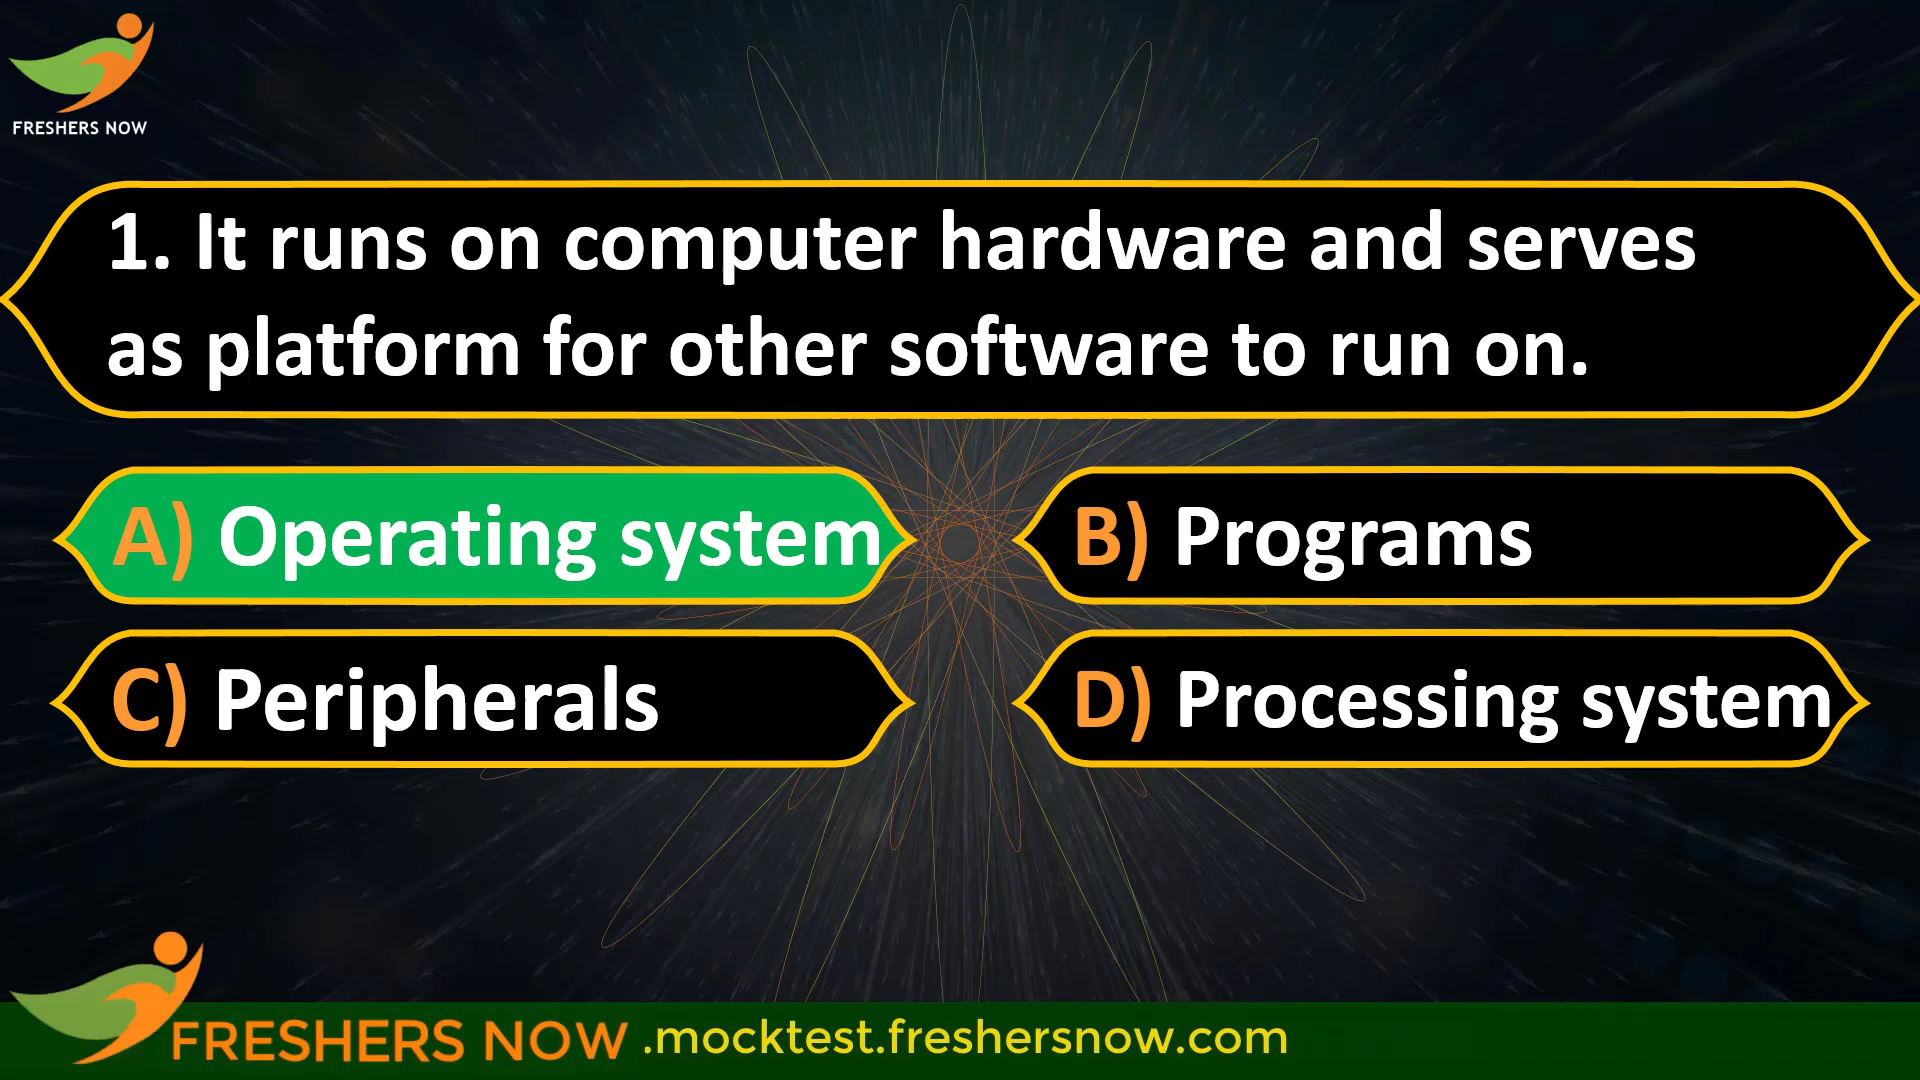 FRESHERS NOW
1. It runs on computer hardware and serves
as platform for other software to run on.
A) Operating system
B) Programs
C) Peripherals
D) Processing system
FRESHERS NOW .mocktest.freshersnow.com